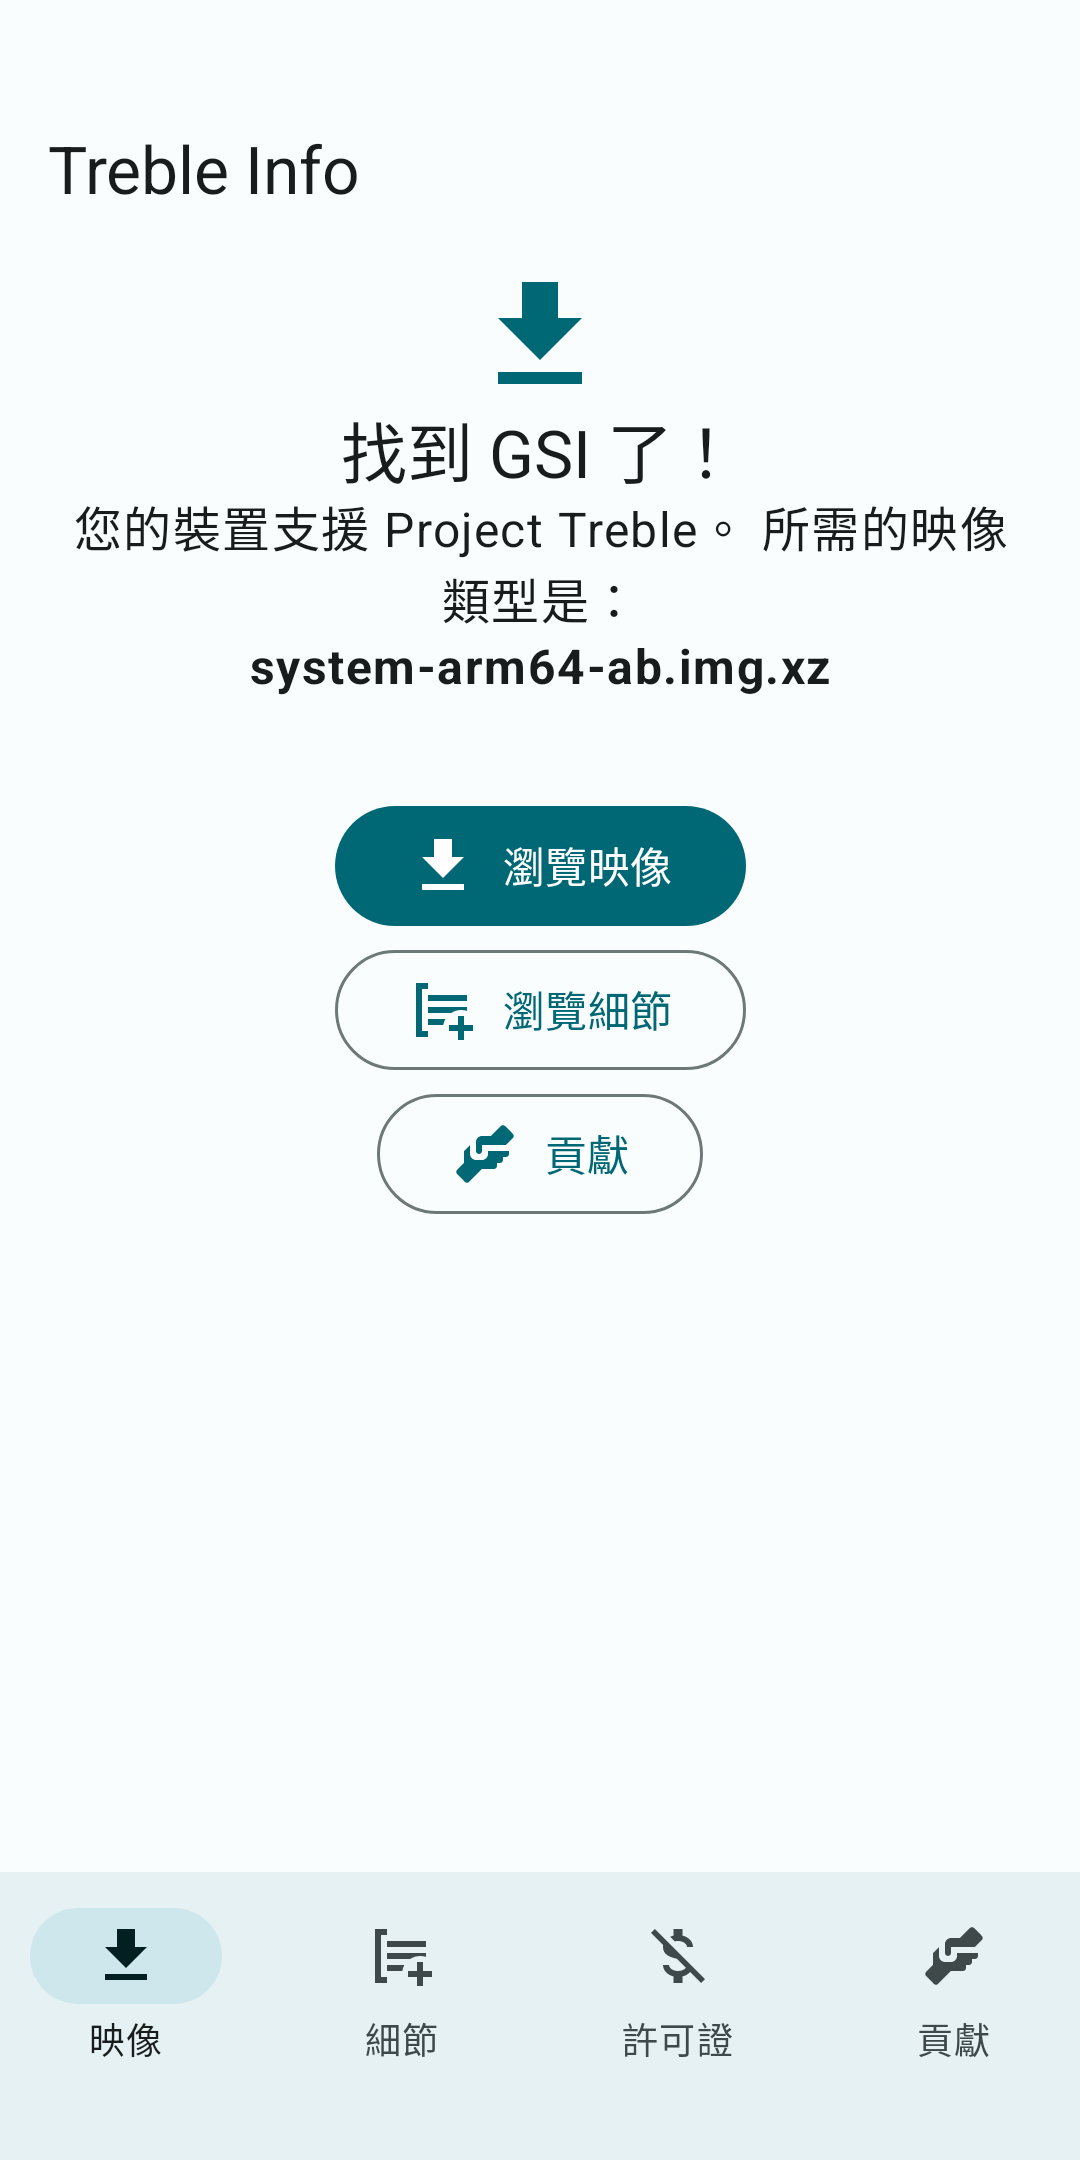 Treble Info
找到 GSI 了！
您的裝置支援 Project Treble。 所需的映像
類型是：
system-arm64-ab.img.xz
瀏覽映像
瀏覽細節
貢獻
映像
細節
許可證
貢獻